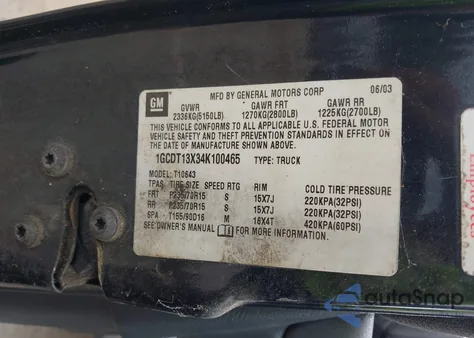 MFD BY GENERAL MOTORS CORP 06/03
GM
GVWR GAWR FRT GAWR RR
2336KG(5150LB) 1270KG(2800LB) 1225KG(2700LB)
THIS VEHICLE CONFORMS TO ALL APPLICABLE U.S. FEDERAL MOTOR
VEHICLE SAFETY AND THEFT PREVENTION STANDARDS IN EFFECT ON
THE DATE OF MANUFACTURE SHOWN ABOVE.
1GCDT13X34K100465 TYPE: TRUCK
MODEL: T10643
TPAS TIRE SIZE SPEED RTG RIM COLD TIRE PRESSURE
FRT P235/70R15 S 15X7J 220KPA(32PSI)
RR P235/70R15 S 15X7J 220KPA(32PSI)
SPA T155/90D16 M 16X4T 420KPA(60PSI)
SEE OWNER'S MANUAL FOR MORE INFORMATION.
autoSnap